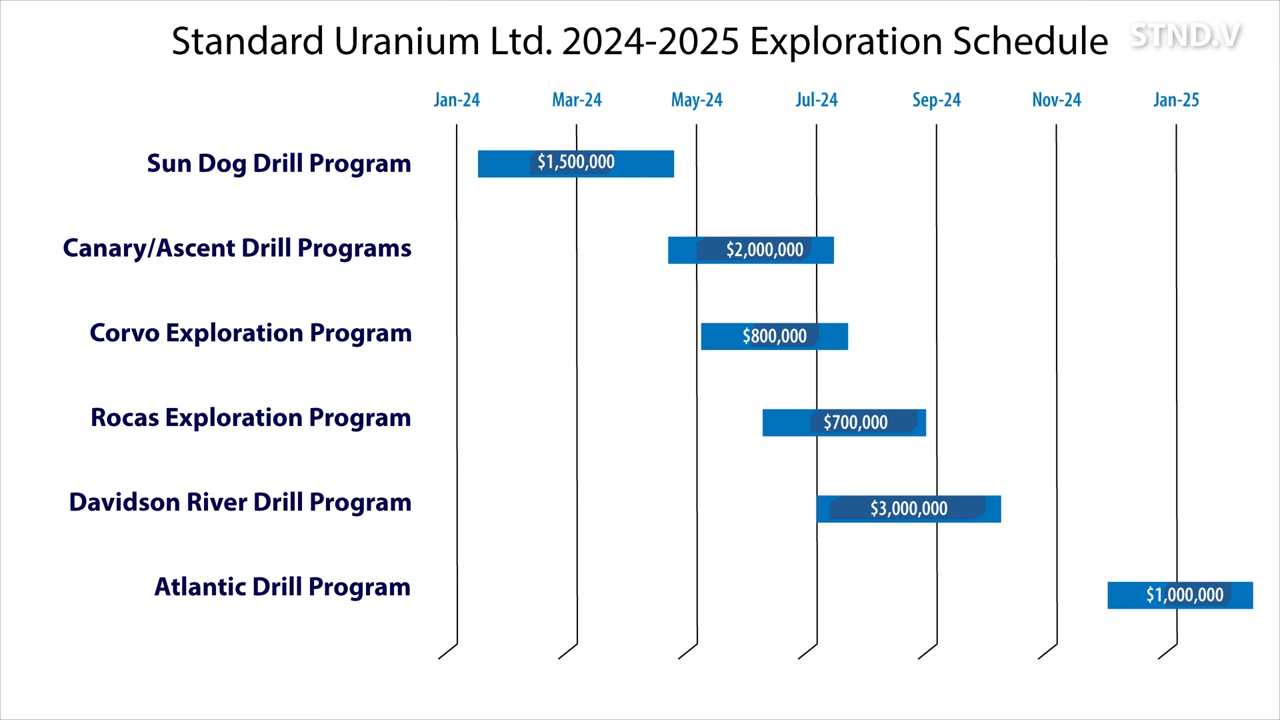 Standard Uranium Ltd. 2024-2025 Exploration Schedule
STND.V
Jan-24 Mar-24 May-24 Jul-24 Sep-24 Nov-24 Jan-25
Sun Dog Drill Program $1,500,000
Canary/Ascent Drill Programs $2,000,000
Corvo Exploration Program $800,000
Rocas Exploration Program $700,000
Davidson River Drill Program $3,000,000
Atlantic Drill Program $1,000,000